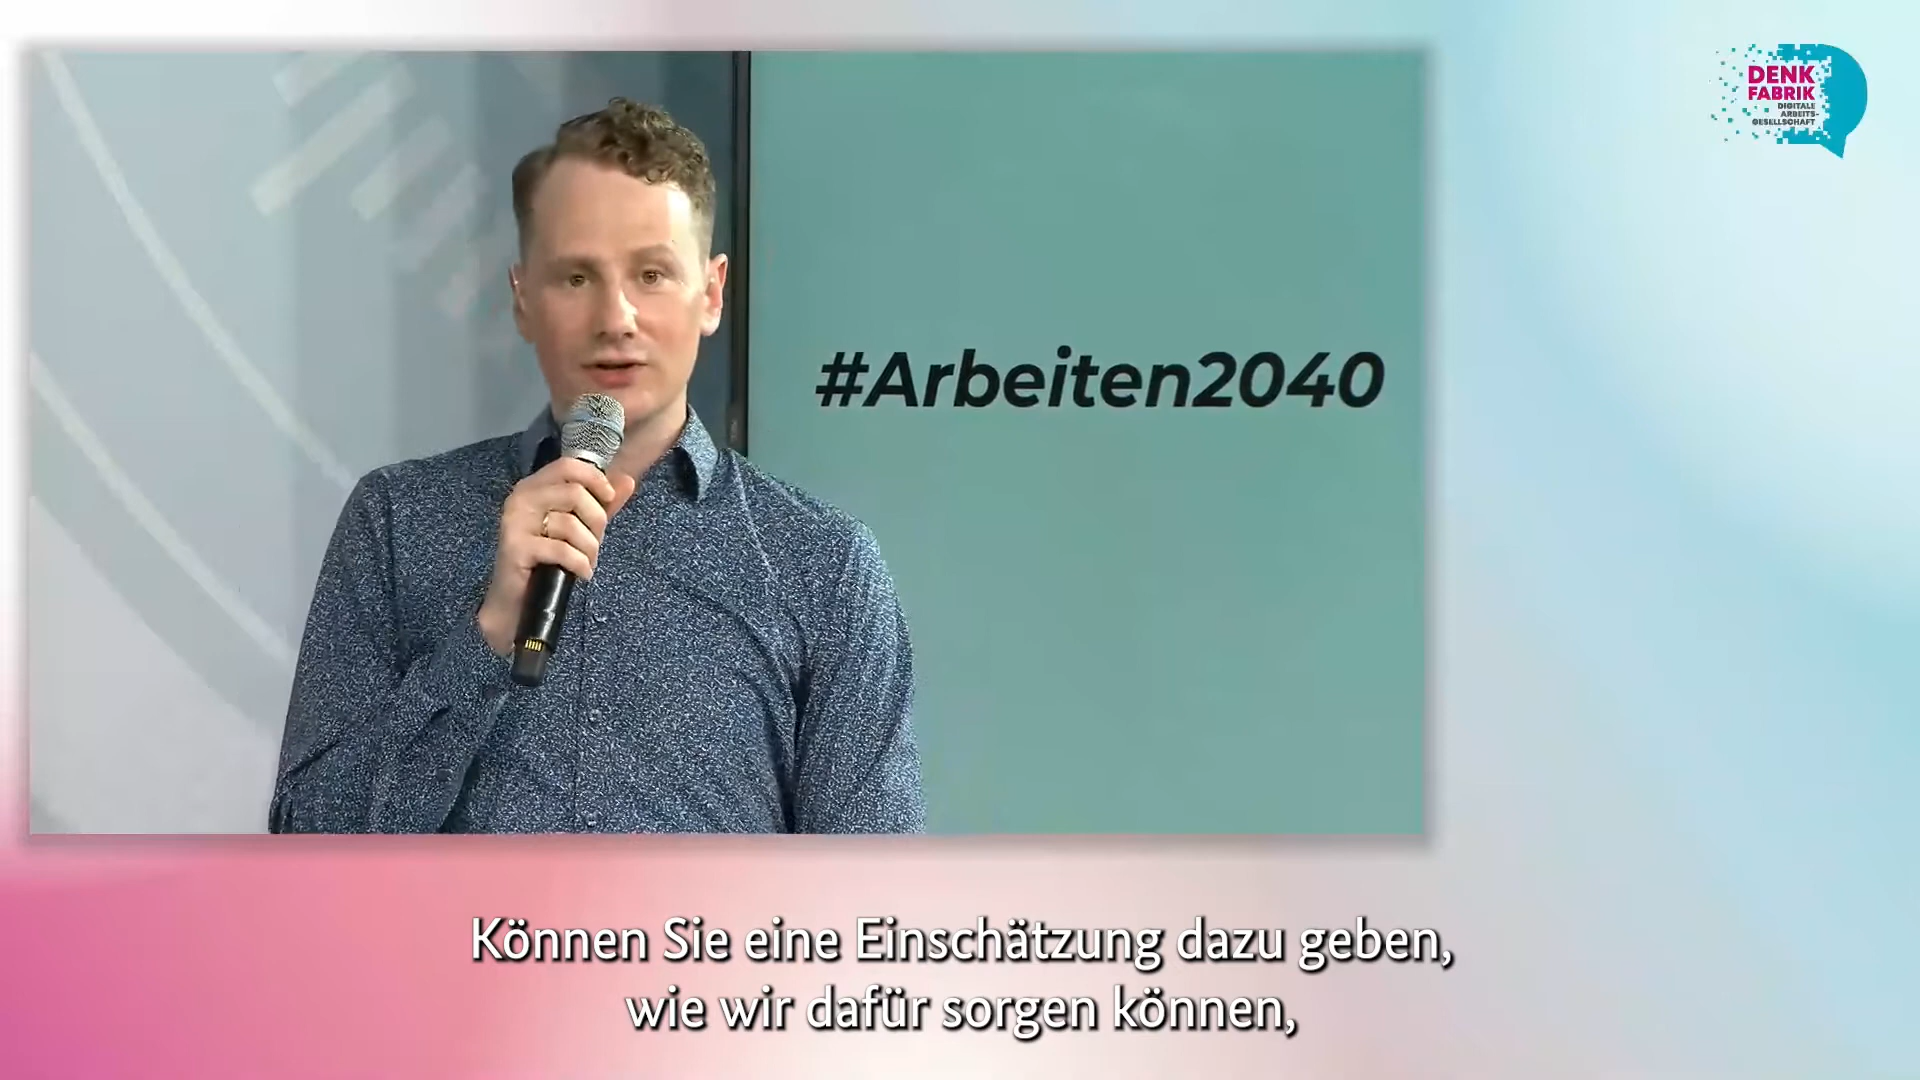 DENK
FABRIK
DIGITALE
ARBEITS-
GESELLSCHAFT
#Arbeiten2040
Können Sie eine Einschätzung dazu geben,
wie wir dafür sorgen können,